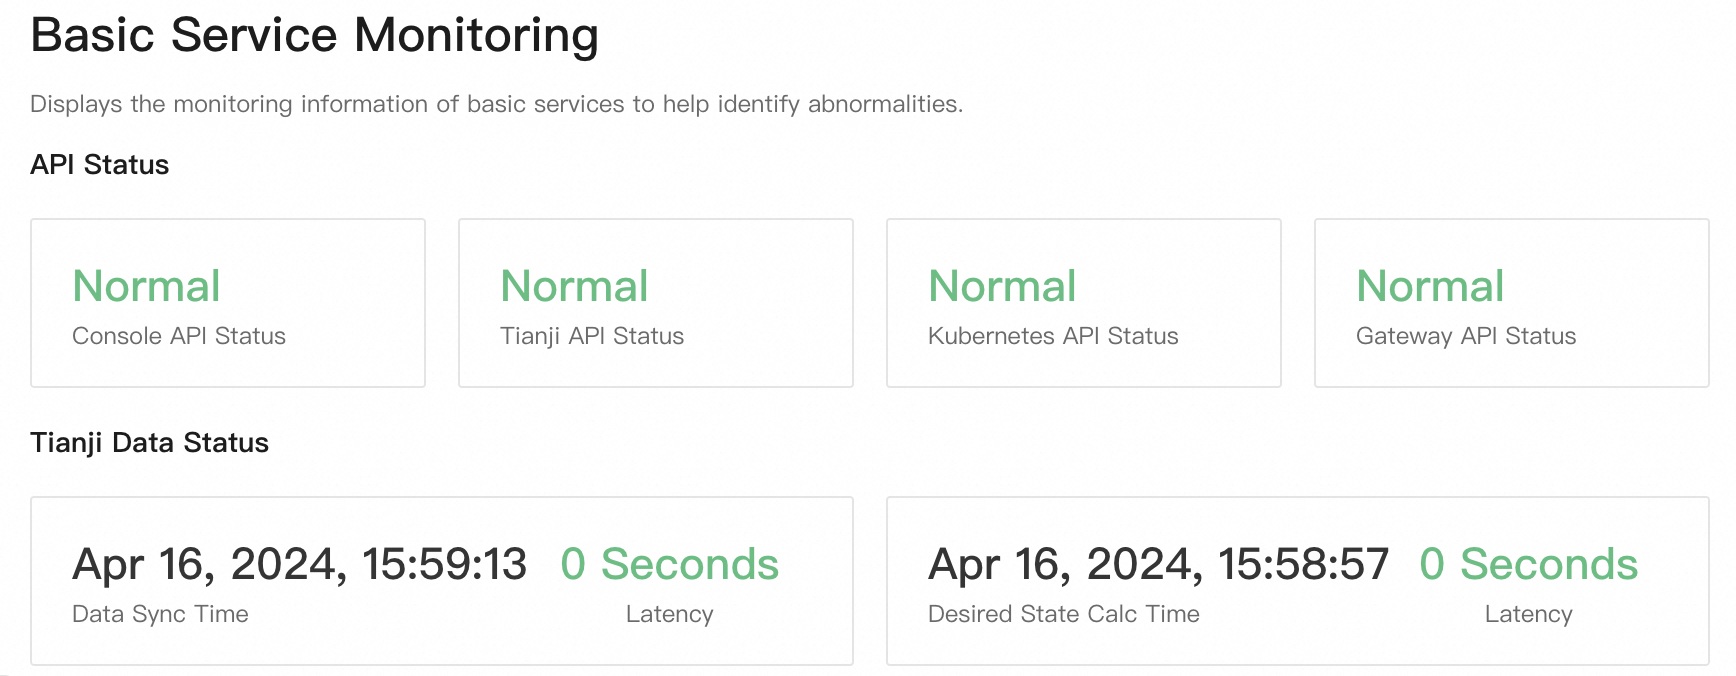 Basic Service Monitoring
Displays the monitoring information of basic services to help identify abnormalities.
API Status
Normal
Console API Status
Normal
Tianji API Status
Normal
Kubernetes API Status
Normal
Gateway API Status
Tianji Data Status
Apr 16, 2024, 15:59:13
Data Sync Time
0 Seconds
Latency
Apr 16, 2024, 15:58:57
Desired State Calc Time
0 Seconds
Latency